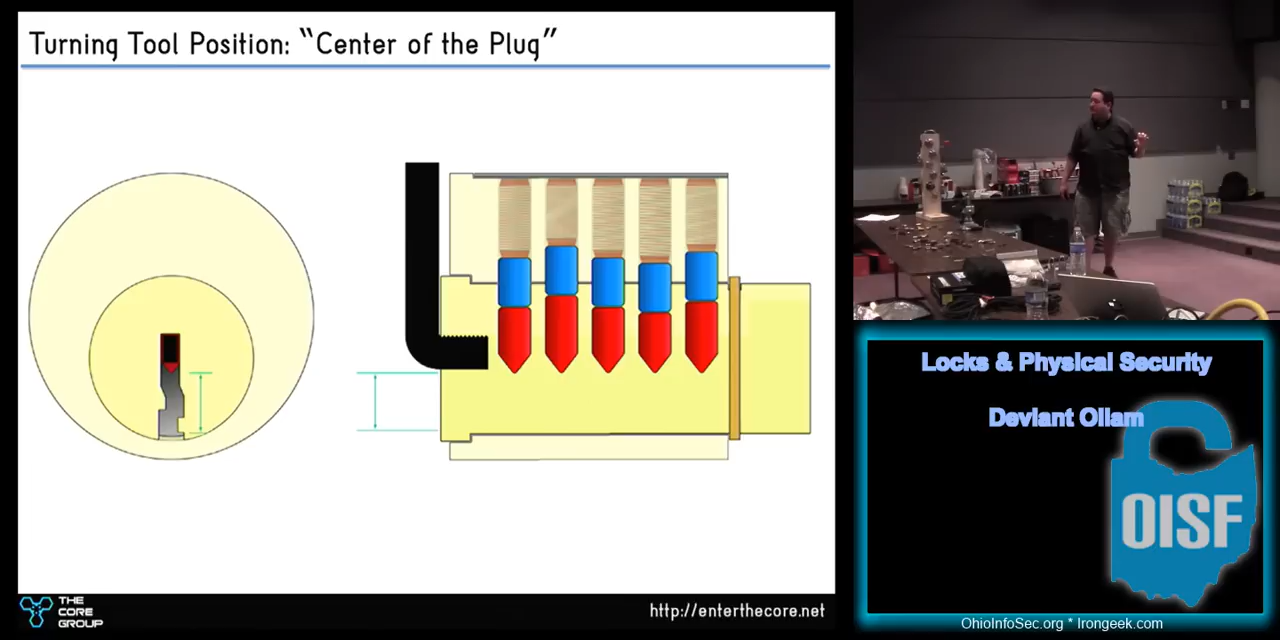 Turning Tool Position: “Center of the Plug”
THE
CORE
GROUP
http://enterthecore.net
Locks & Physical Security
Deviant Ollam
OISF
OhioInfoSec.org * Irongeek.com